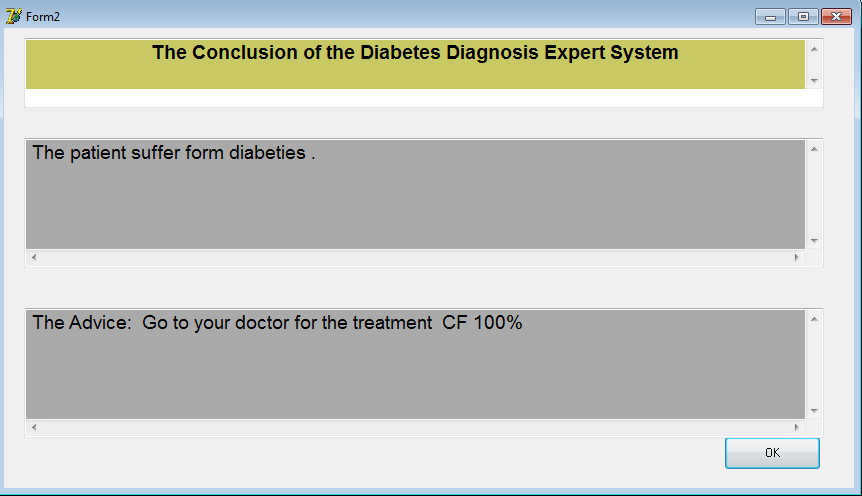 Form2
The Conclusion of the Diabetes Diagnosis Expert System
The patient suffer form diabeties .
The Advice:  Go to your doctor for the treatment  CF 100%
OK